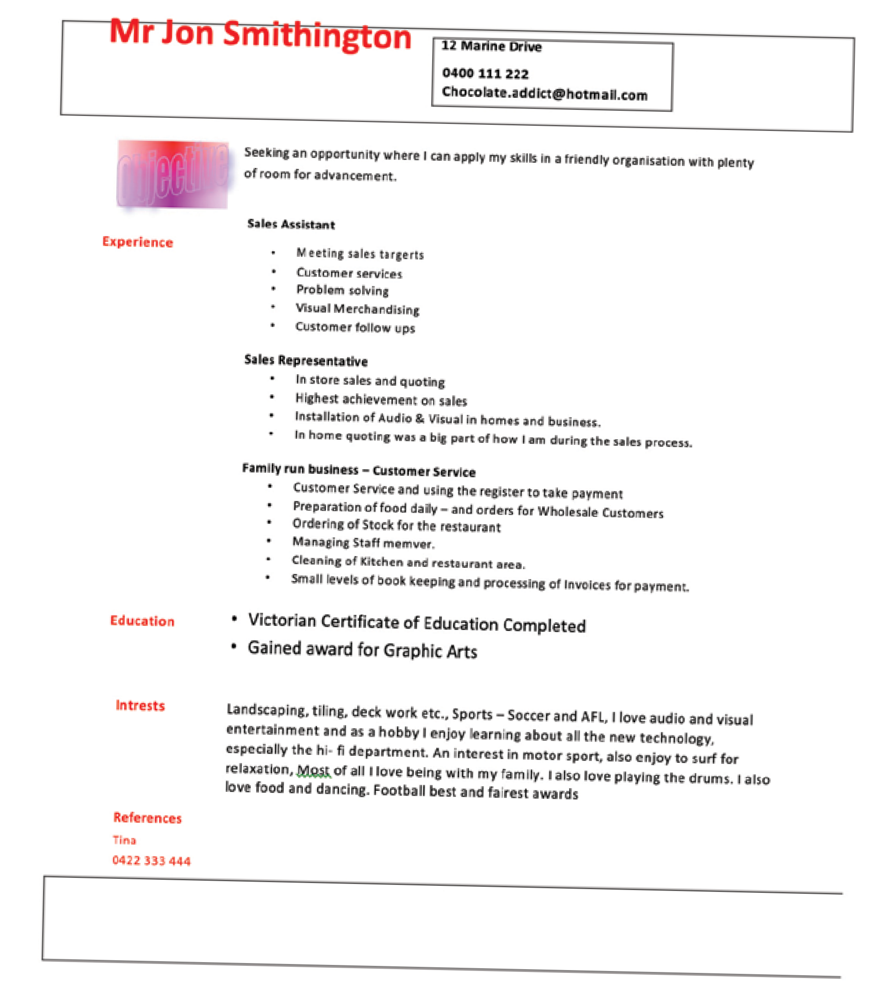 Mr Jon Smithington
12 Marine Drive
0400 111 222
Chocolate.addict@hotmail.com
objective
Seeking an opportunity where I can apply my skills in a friendly organisation with plenty
of room for advancement.
Experience
Sales Assistant
• Meeting sales targerts
• Customer services
• Problem solving
• Visual Merchandising
• Customer follow ups
Sales Representative
• In store sales and quoting
• Highest achievement on sales
• Installation of Audio & Visual in homes and business.
• In home quoting was a big part of how I am during the sales process.
Family run business – Customer Service
• Customer Service and using the register to take payment
• Preparation of food daily – and orders for Wholesale Customers
• Ordering of Stock for the restaurant
• Managing Staff memver.
• Cleaning of Kitchen and restaurant area.
• Small levels of book keeping and processing of Invoices for payment.
Education
• Victorian Certificate of Education Completed
• Gained award for Graphic Arts
Intrests
Landscaping, tiling, deck work etc., Sports – Soccer and AFL, I love audio and visual
entertainment and as a hobby I enjoy learning about all the new technology,
especially the hi- fi department. An interest in motor sport, also enjoy to surf for
relaxation, Most of all I love being with my family. I also love playing the drums. I also
love food and dancing. Football best and fairest awards
References
Tina
0422 333 444